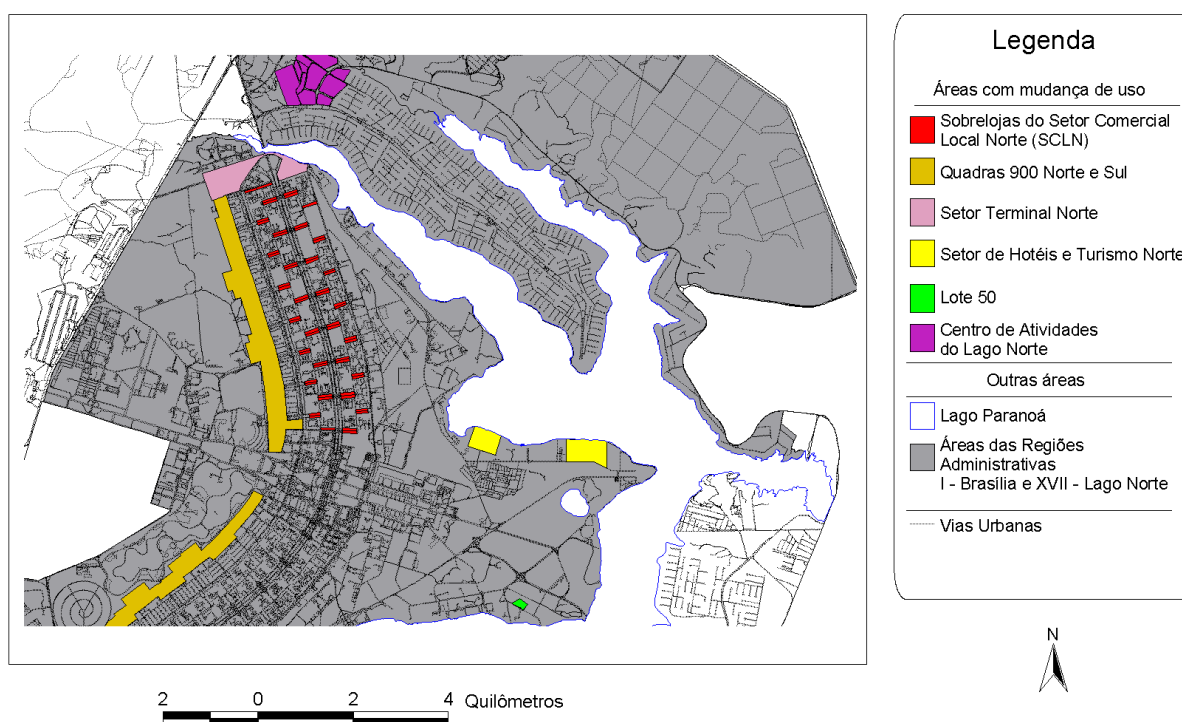 Legenda
Áreas com mudança de uso
Sobrelojas do Setor Comercial
Local Norte (SCLN)
Quadras 900 Norte e Sul
Setor Terminal Norte
Setor de Hotéis e Turismo Norte
Lote 50
Centro de Atividades
do Lago Norte
Outras áreas
Lago Paranoá
Áreas das Regiões
Administrativas
I - Brasília e XVII - Lago Norte
Vias Urbanas
N
2 0 2 4 Quilômetros